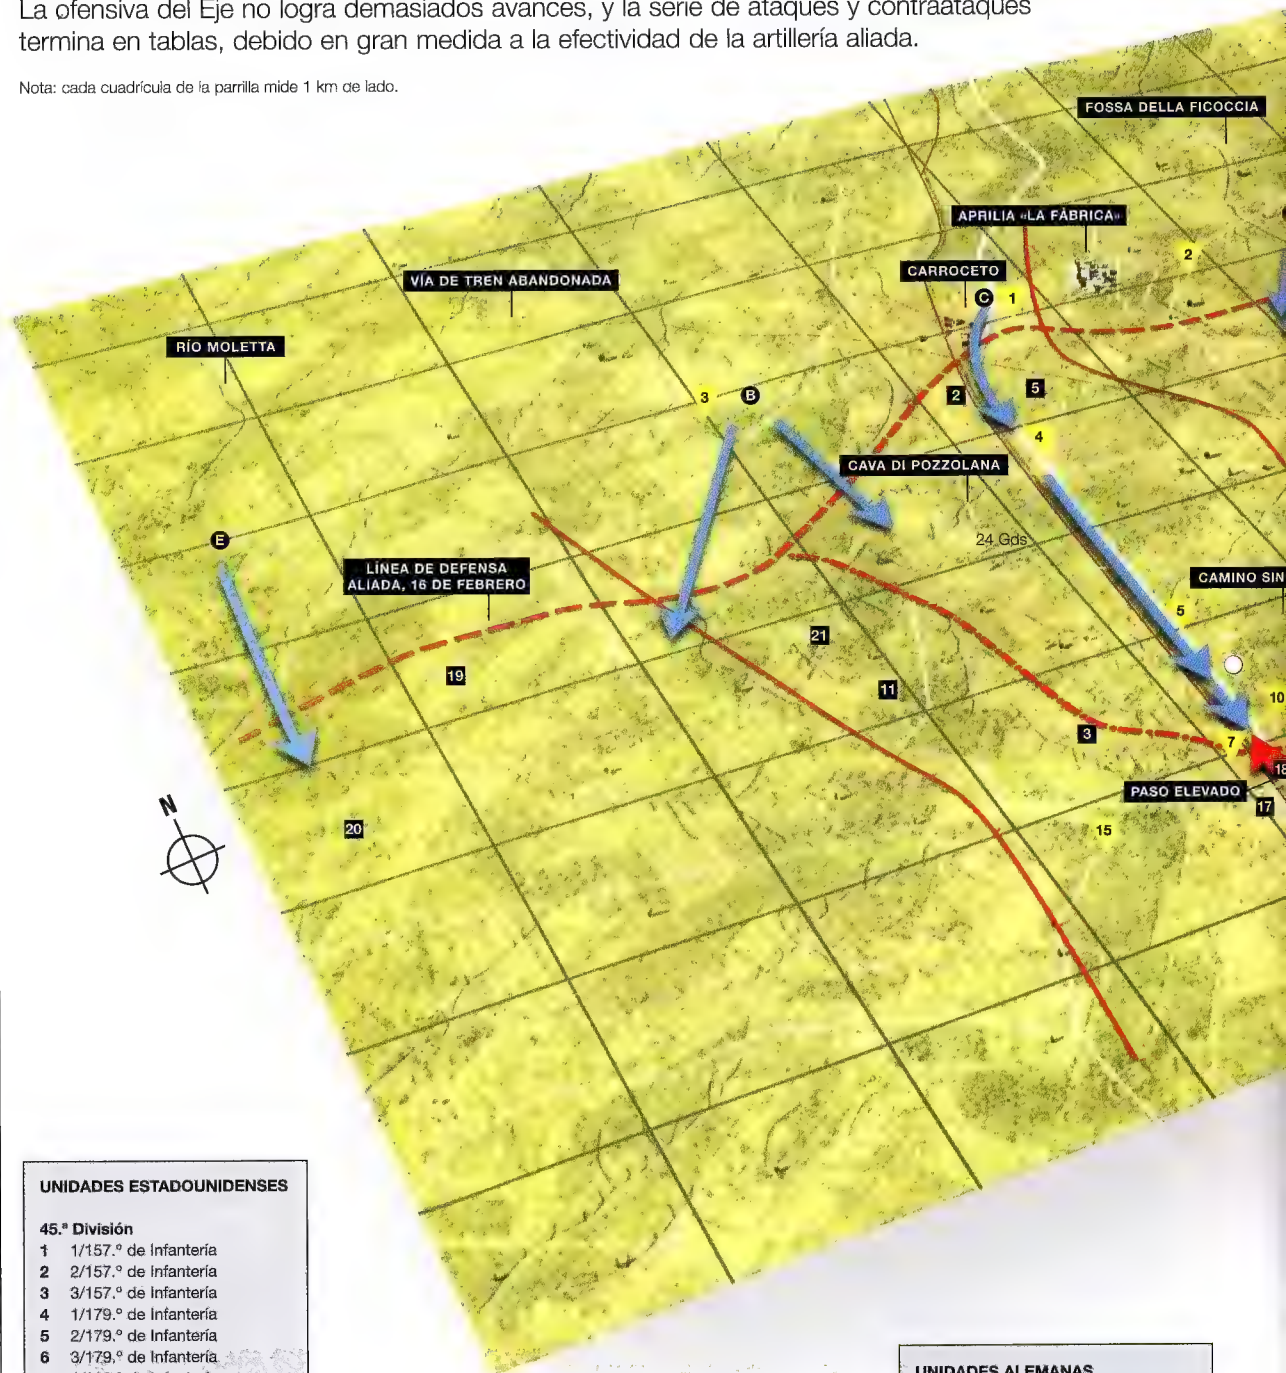 La ofensiva del Eje no logra demasiados avances, y la serie de ataques y contraataques
termina en tablas, debido en gran medida a la efectividad de la artillería aliada.
Nota: cada cuadrícula de la parrilla mide 1 km de lado.
FOSSA DELLA FICOCCIA
APRILIA «LA FÀBRICA»
2
CARROCETO
C 1
VÍA DE TREN ABANDONADA
RÍO MOLETTA
3 B
2
5
4
CAVA DI POZZOLANA
24 Gds
E
LÍNEA DE DEFENSA
ALIADA, 16 DE FEBRERO
CAMINO SIN
5
21
19
11
10
3
7
18
PASO ELEVADO
17
15
20
N
UNIDADES ESTADOUNIDENSES
45.ª División
1 1/157.º de Infantería
2 2/157.º de Infantería
3 3/157.º de Infantería
4 1/179.º de Infantería
5 2/179.º de Infantería
6 3/179.º de Infantería
UNIDADES ALEMANAS